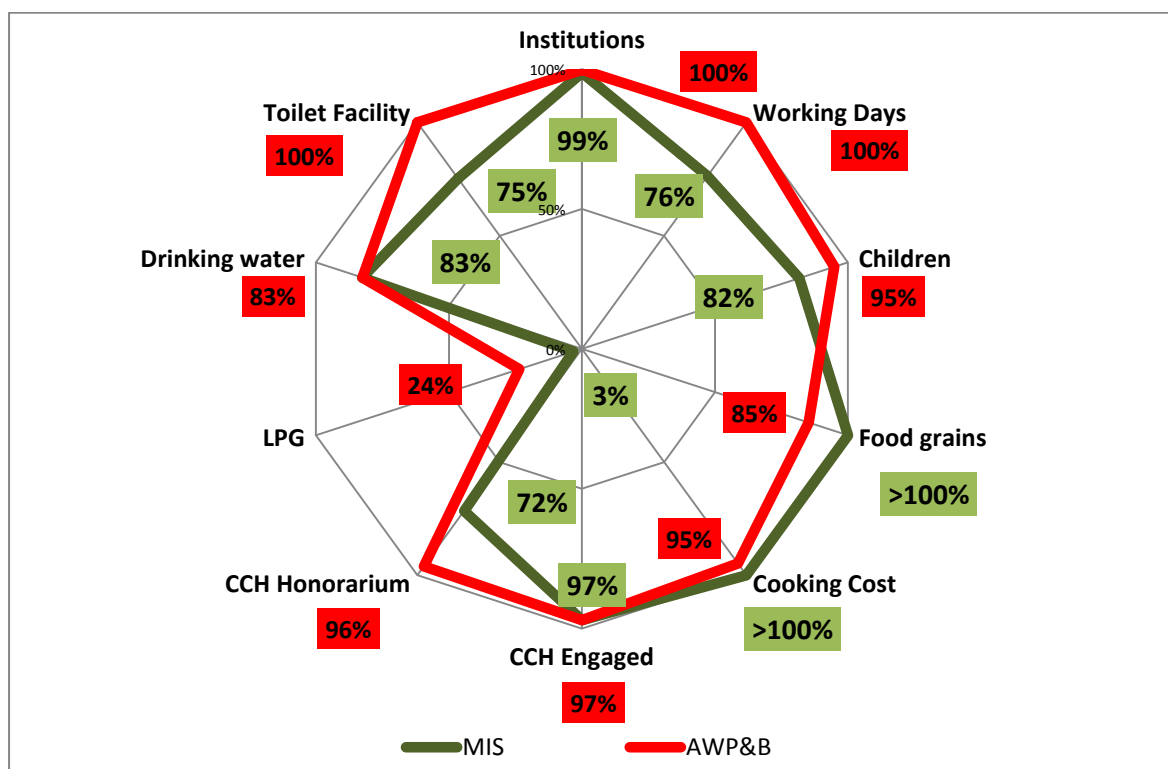 Institutions
100%
100%
Toilet Facility
Working Days
100%
99%
100%
75%
76%
50%
Drinking water
83%
Children
83%
82%
95%
0%
24%
3%
85%
LPG
Food grains
>100%
72%
95%
CCH Honorarium
97%
Cooking Cost
96%
>100%
CCH Engaged
97%
MIS
AWP&B